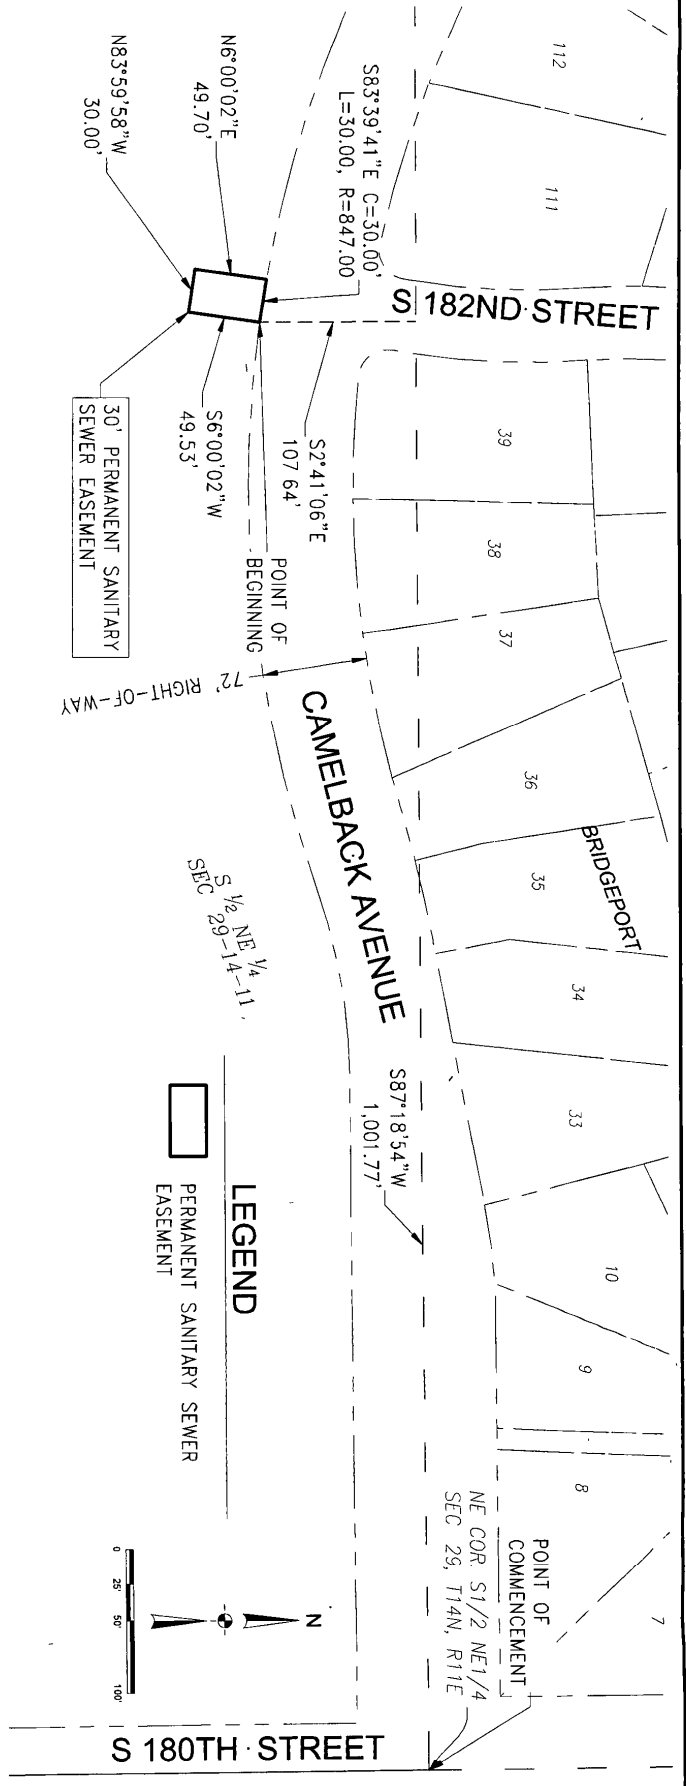 112
111
N6°00'02"E
49.70'
N83°59'58"W
30.00'
S83°39'41"E C=30.00'
L=30.00, R=847.00
S 182ND STREET
S2°41'06"E
107 64'
S6°00'02"W
49.53'
30' PERMANENT SANITARY
SEWER EASEMENT
POINT OF
BEGINNING
72' RIGHT-OF-WAY
39
38
37
36
35
34
33
10
9
8
7
BRIDGEPORT
CAMELBACK AVENUE
S ½ NE ¼
SEC 29-14-11
S87°18'54"W
1,001.77'
LEGEND
PERMANENT SANITARY SEWER
EASEMENT
POINT OF
COMMENCEMENT
NE COR S1/2 NE1/4
SEC 29, T14N, R11E
N
0 25' 50' 100'
S 180TH STREET